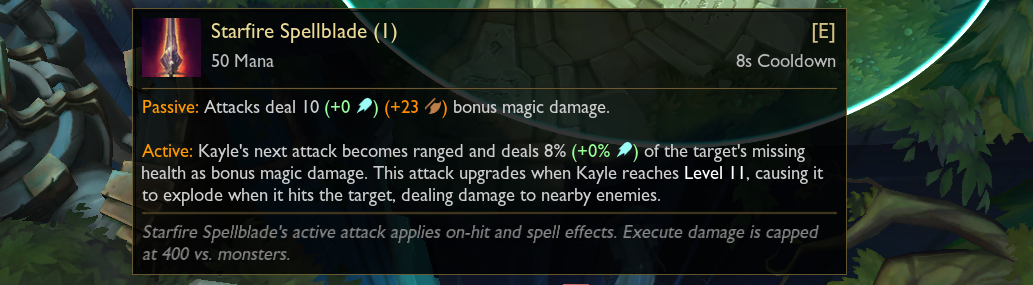 Starfire Spellblade (1)
[E]
50 Mana
8s Cooldown
Passive: Attacks deal 10 (+0 ) (+23 ) bonus magic damage.
Active: Kayle's next attack becomes ranged and deals 8% (+0% ) of the target's missing
health as bonus magic damage. This attack upgrades when Kayle reaches Level 11, causing it
to explode when it hits the target, dealing damage to nearby enemies.
Starfire Spellblade's active attack applies on-hit and spell effects. Execute damage is capped
at 400 vs. monsters.